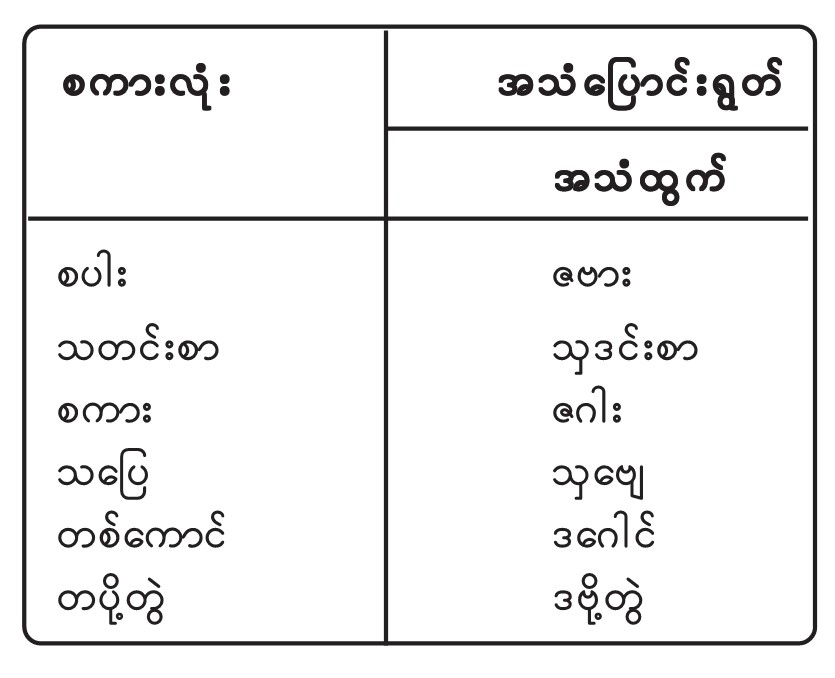 စကားလုံး အသံပြောင်းရွတ်
အသံထွက်
စပါး ဇဗား
သတင်းစာ သှဒင်းစာ
စကား ဇဂါး
သပြေ သှဗျေ
တစ်ကောင် ဒဂေါင်
တပို့တွဲ ဒဗို့တွဲ